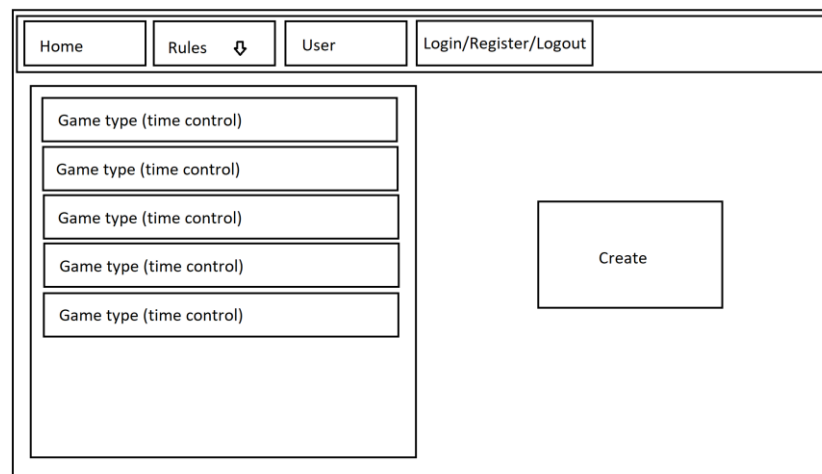 Home
Rules
User
Login/Register/Logout
Game type (time control)
Game type (time control)
Game type (time control)
Game type (time control)
Game type (time control)
Create